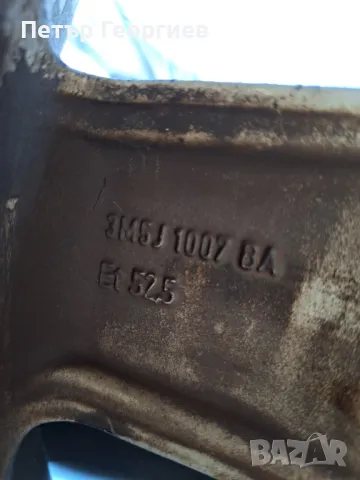 Петър Георгиев
3M5J 1007 BA
Et 52.5
BAZAR